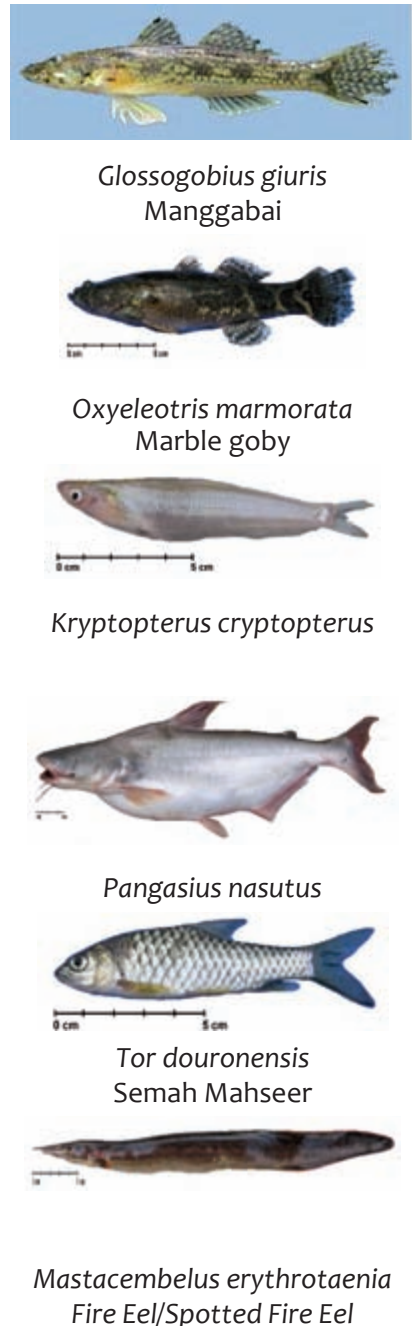 Glossogobius giuris
Manggabai
Oxyeleotris marmorata
Marble goby
0 cm 5 cm
Kryptopterus cryptopterus
Pangasius nasutus
0 cm 5 cm
Tor douronensis
Semah Mahseer
Mastacembelus erythrotaenia
Fire Eel/Spotted Fire Eel